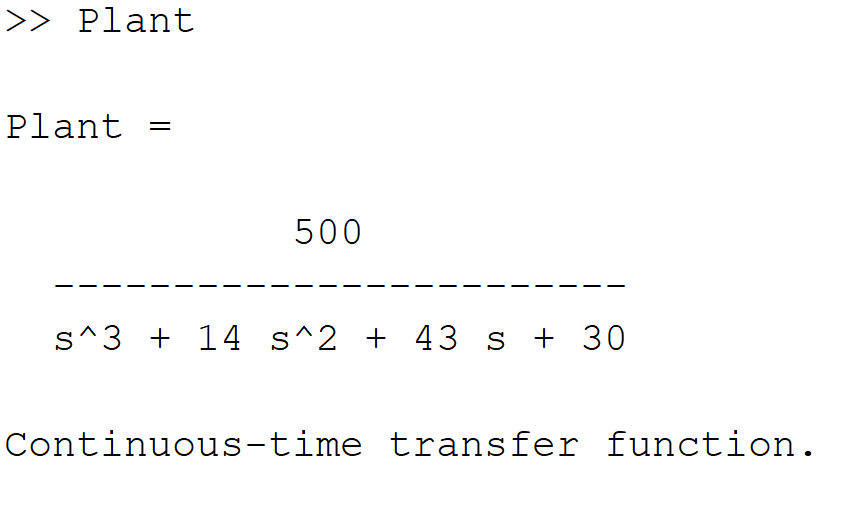 >> Plant
Plant =
500
------------------------
s^3 + 14 s^2 + 43 s + 30
Continuous-time transfer function.